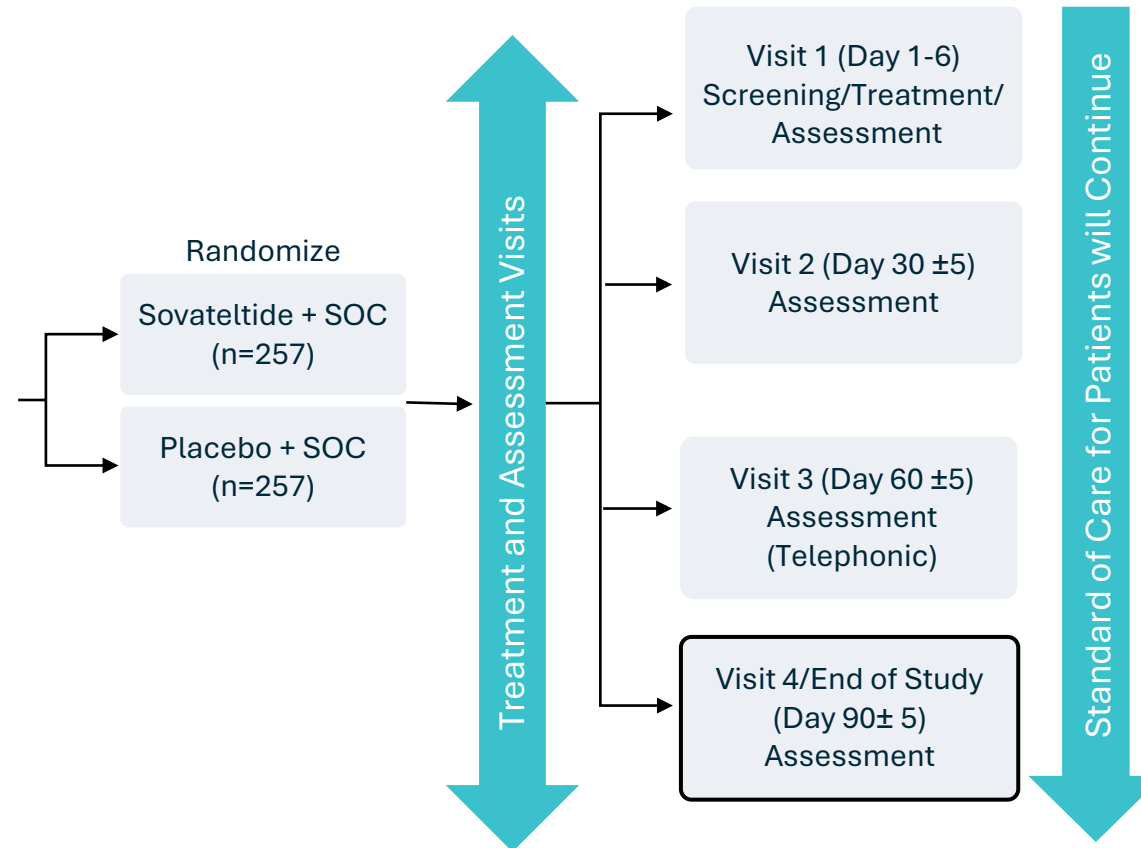 Randomize
Sovateltide + SOC
(n=257)
Placebo + SOC
(n=257)
Treatment and Assessment Visits
Visit 1 (Day 1-6)
Screening/Treatment/
Assessment
Visit 2 (Day 30 ±5)
Assessment
Visit 3 (Day 60 ±5)
Assessment
(Telephonic)
Visit 4/End of Study
(Day 90± 5)
Assessment
Standard of Care for Patients will Continue